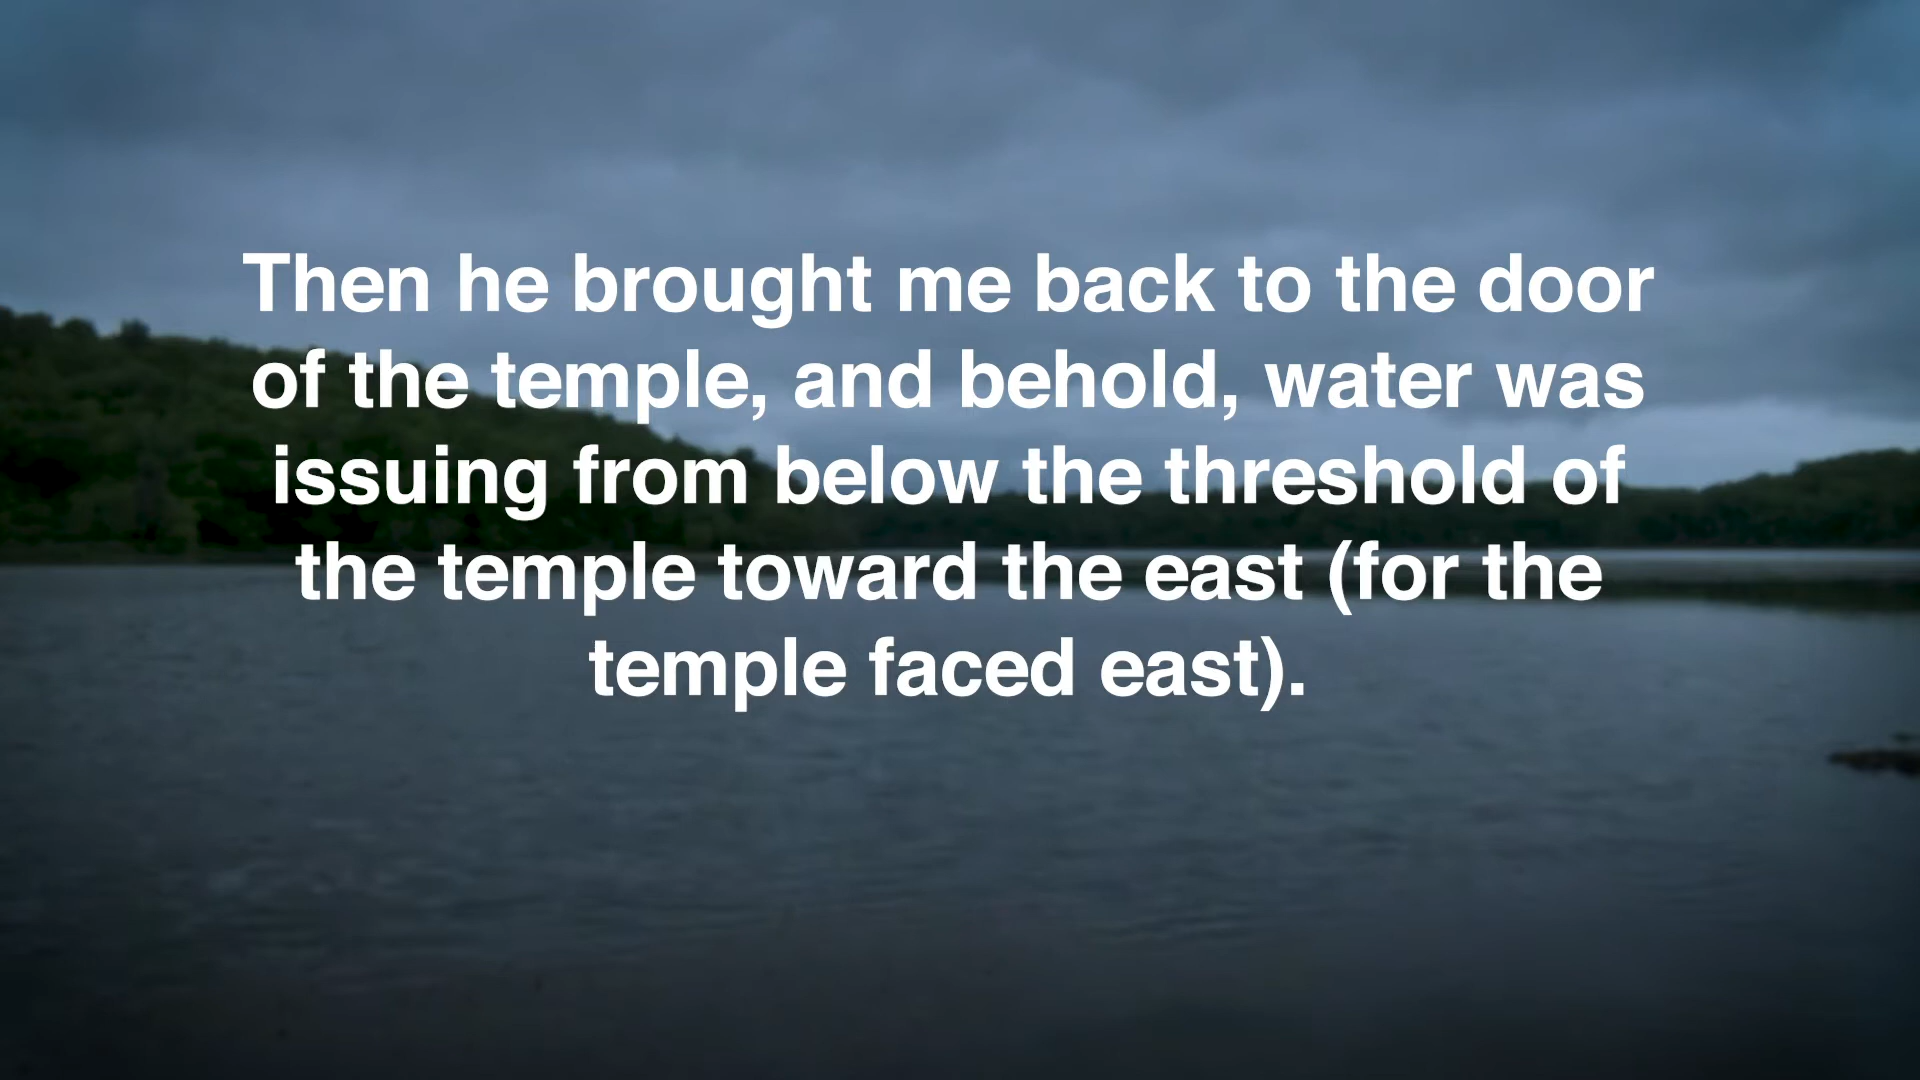 Then he brought me back to the door
of the temple, and behold, water was
issuing from below the threshold of
the temple toward the east (for the
temple faced east).